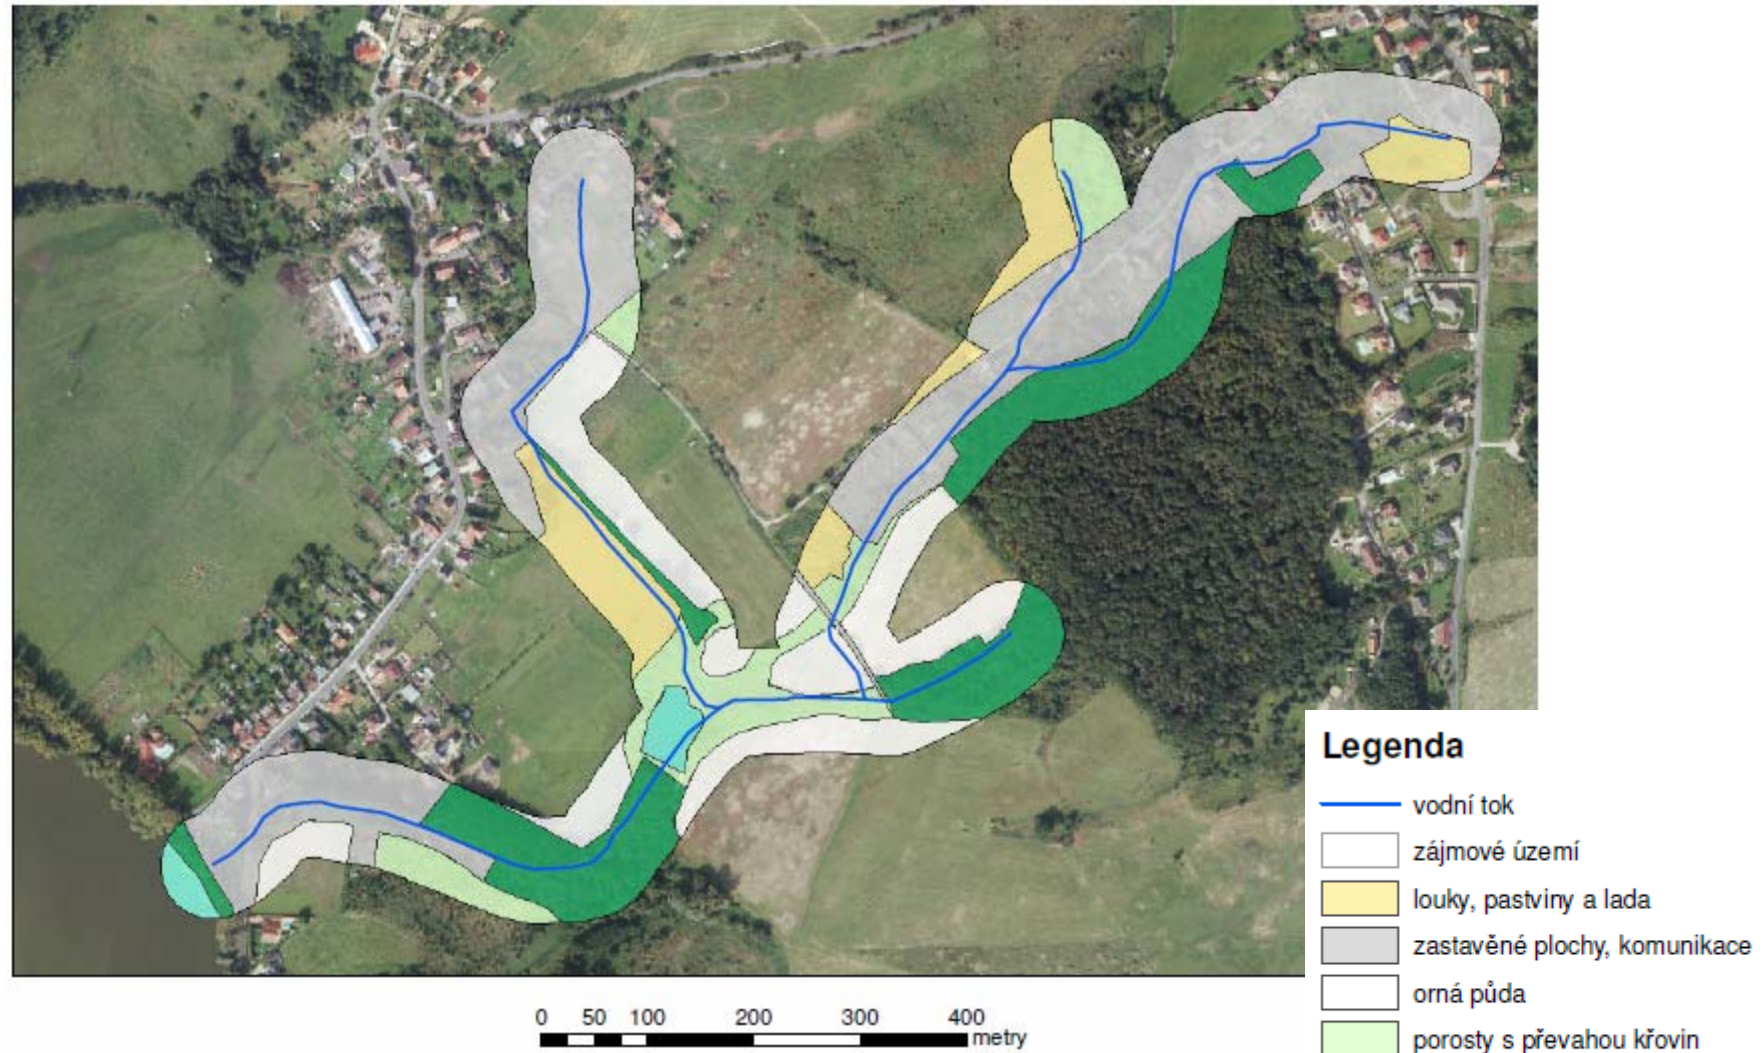 Legenda
vodní tok
zájmové území
louky, pastviny a lada
zastavěné plochy, komunikace
orná půda
porosty s převahou křovin
0 50 100 200 300 400
metry